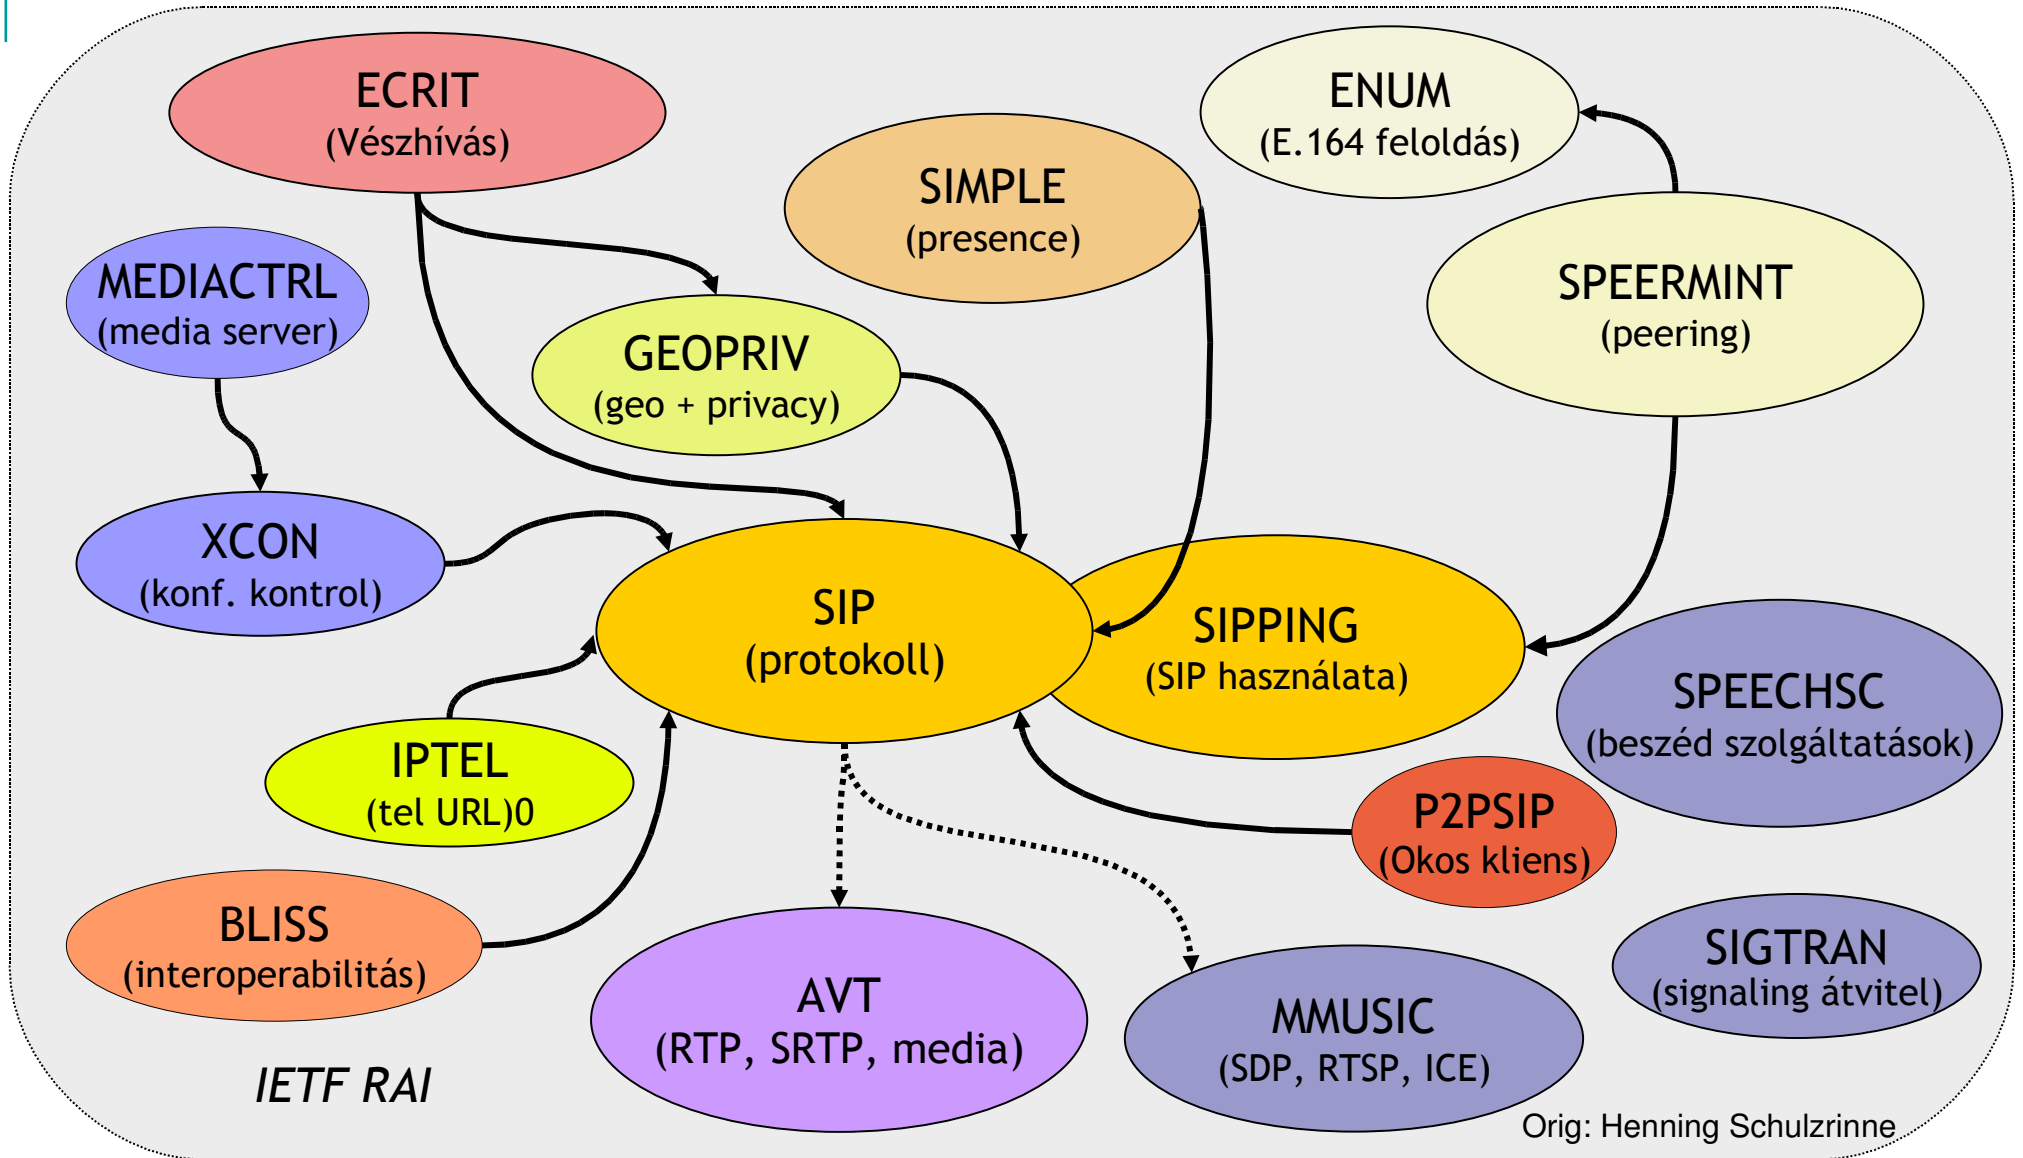 ECRIT
(Vészhívás)
ENUM
(E.164 feloldás)
SIMPLE
(presence)
MEDIACTRL
(media server)
SPEERMINT
(peering)
GEOPRIV
(geo + privacy)
XCON
(konf. kontrol)
SIP
(protokoll)
SIPPING
(SIP használata)
SPEECHSC
(beszéd szolgáltatások)
IPTEL
(tel URL)0
P2PSIP
(Okos kliens)
BLISS
(interoperabilitás)
SIGTRAN
(signaling átvitel)
AVT
(RTP, SRTP, media)
MMUSIC
(SDP, RTSP, ICE)
IETF RAI
Orig: Henning Schulzrinne